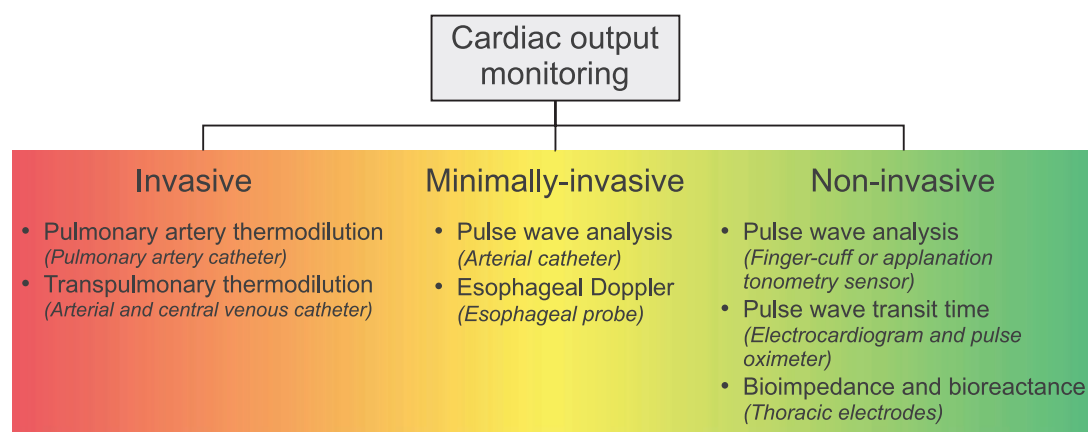 Cardiac output
monitoring
Invasive
• Pulmonary artery thermodilution
(Pulmonary artery catheter)
• Transpulmonary thermodilution
(Arterial and central venous catheter)
Minimally-invasive
• Pulse wave analysis
(Arterial catheter)
• Esophageal Doppler
(Esophageal probe)
Non-invasive
• Pulse wave analysis
(Finger-cuff or applanation
tonometry sensor)
• Pulse wave transit time
(Electrocardiogram and pulse
oximeter)
• Bioimpedance and bioreactance
(Thoracic electrodes)